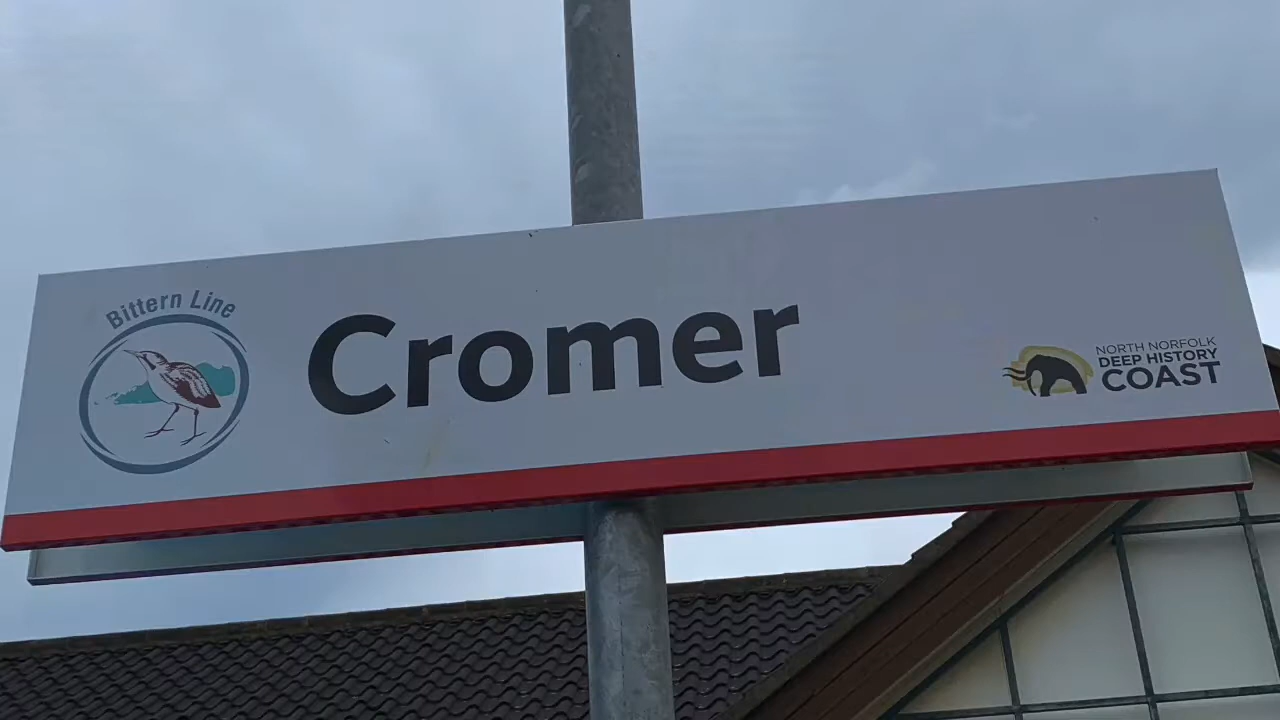 Bittern Line
Cromer
NORTH NORFOLK
DEEP HISTORY
COAST